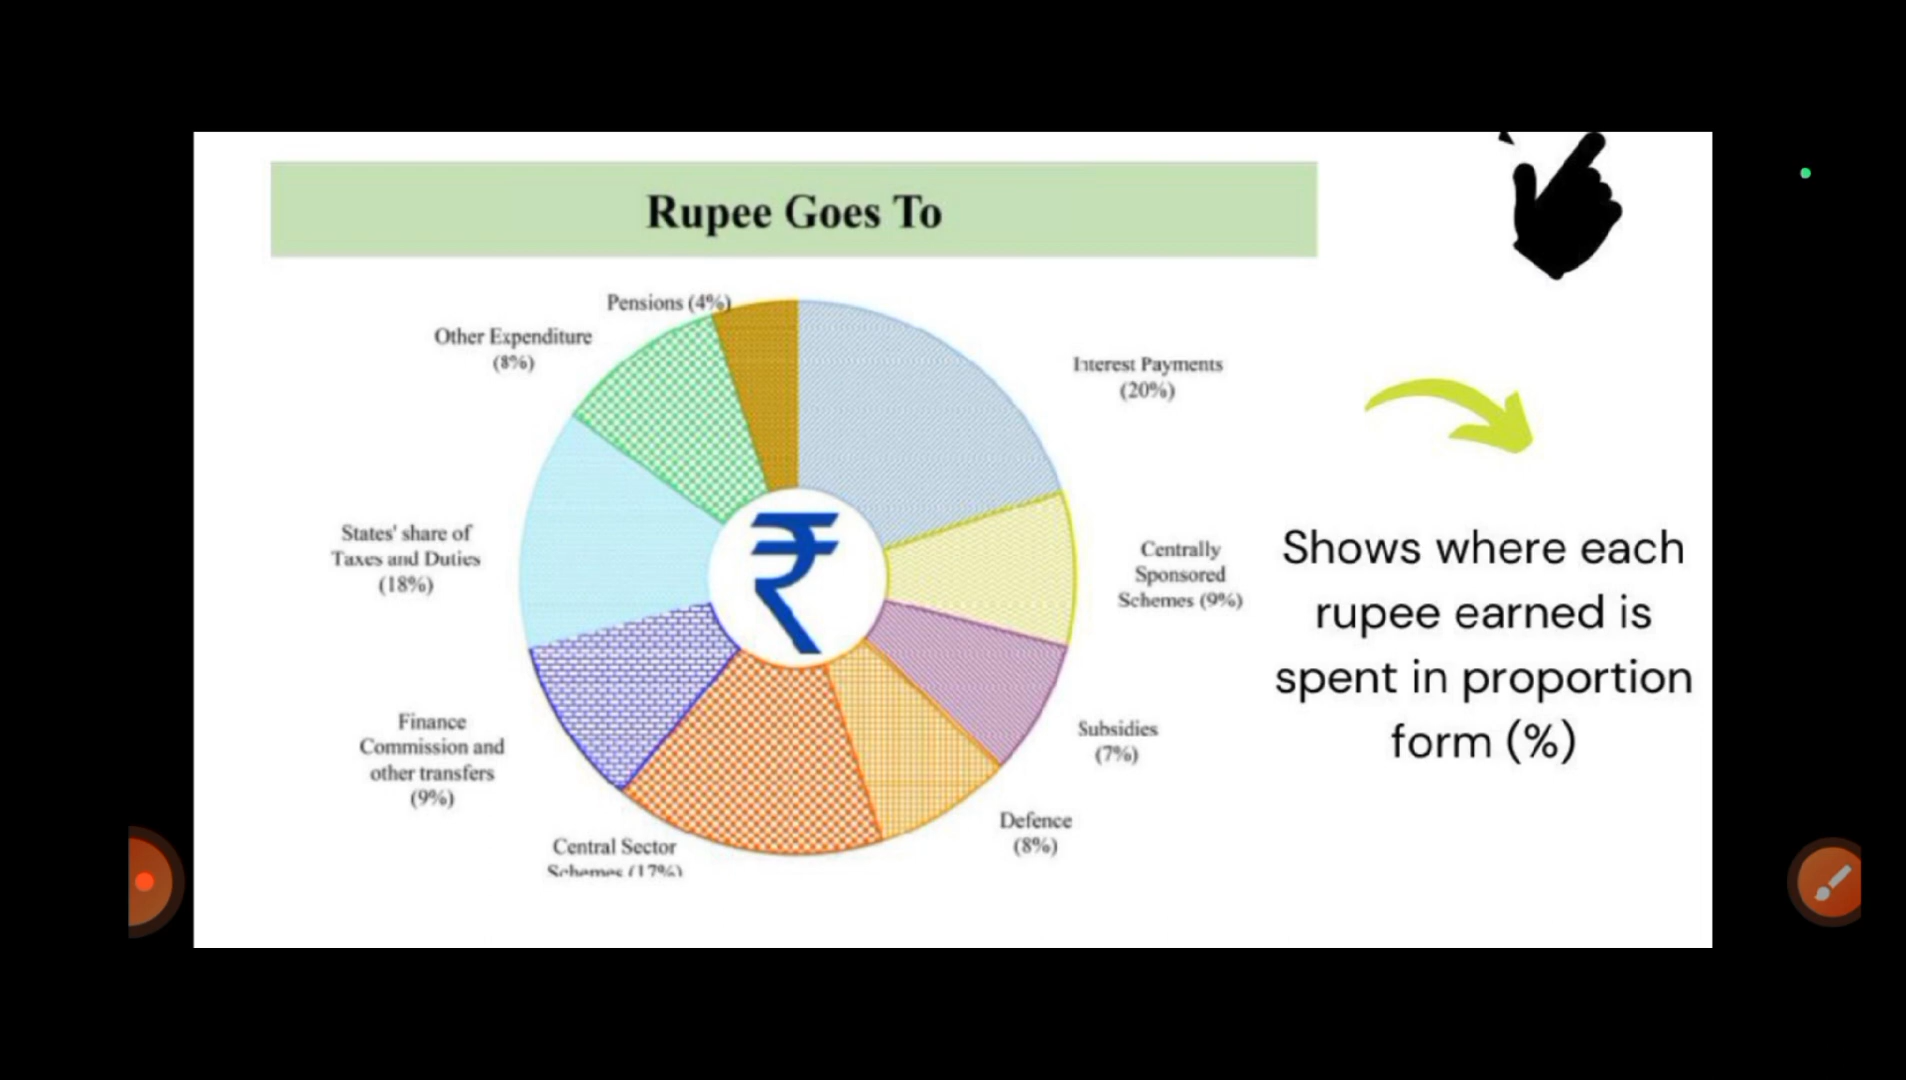 Rupee Goes To
Pensions (4%)
Other Expenditure
(8%)
Interest Payments
(20%)
States' share of
Taxes and Duties
(18%)
Centrally
Sponsored
Schemes (9%)
Finance
Commission and
other transfers
(9%)
Subsidies
(7%)
Defence
(8%)
Central Sector
Schemes (17%)
₹
Shows where each
rupee earned is
spent in proportion
form (%)